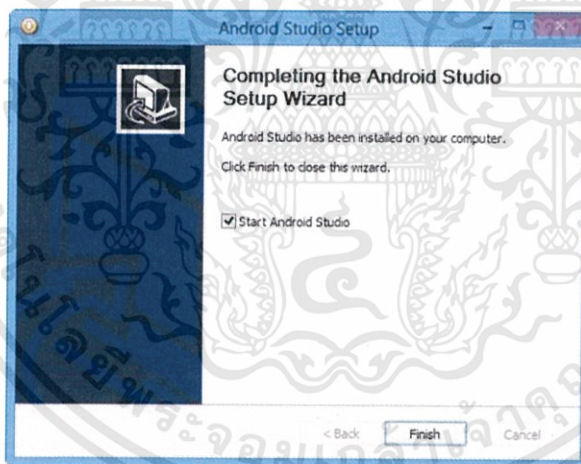 Android Studio Setup
Completing the Android Studio
Setup Wizard
Android Studio has been installed on your computer.
Click Finish to close this wizard.
Start Android Studio
< Back
Finish
Cancel